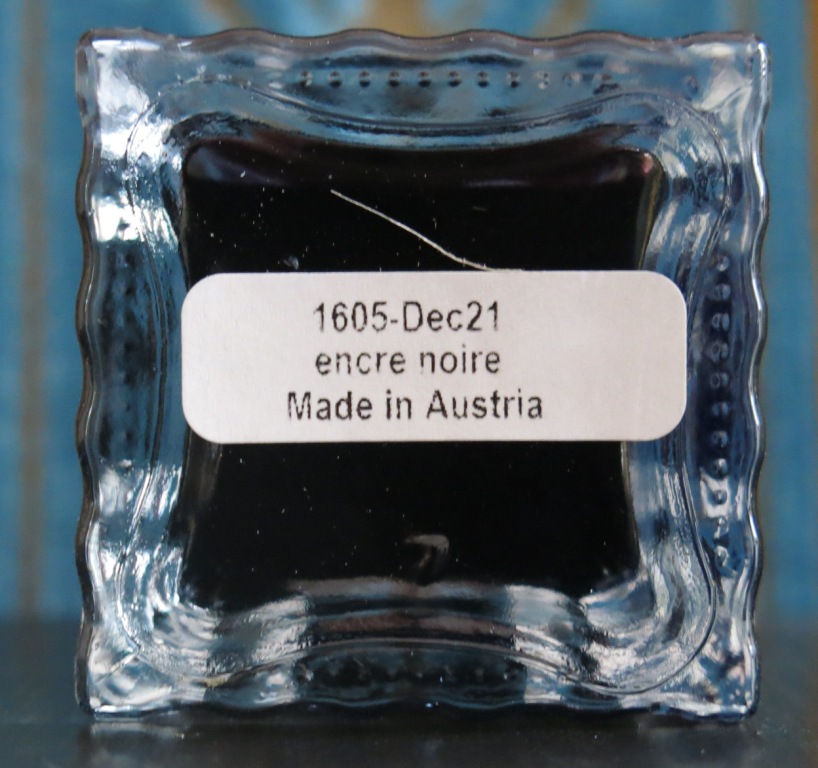 1605-Dec21
encre noire
Made in Austria